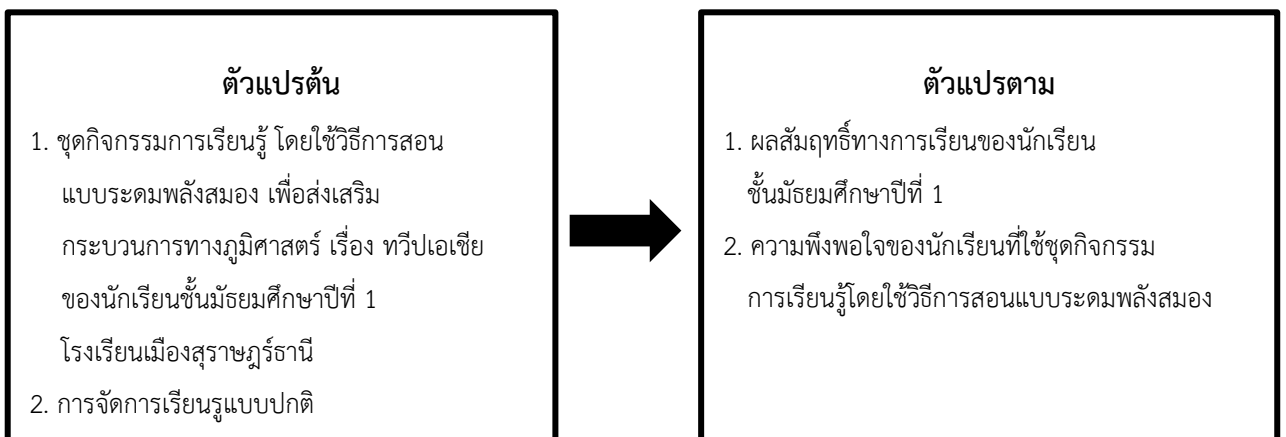 ตัวแปรต้น
1. ชุดกิจกรรมการเรียนรู้ โดยใช้วิธีการสอน
แบบระดมพลังสมอง เพื่อส่งเสริม
กระบวนการทางภูมิศาสตร์ เรื่อง ทวีปเอเชีย
ของนักเรียนชั้นมัธยมศึกษาปีที่ 1
โรงเรียนเมืองสุราษฎร์ธานี
2. การจัดการเรียนรูแบบปกติ
ตัวแปรตาม
1. ผลสัมฤทธิ์ทางการเรียนของนักเรียน
ชั้นมัธยมศึกษาปีที่ 1
2. ความพึงพอใจของนักเรียนที่ใช้ชุดกิจกรรม
การเรียนรู้โดยใช้วิธีการสอนแบบระดมพลังสมอง